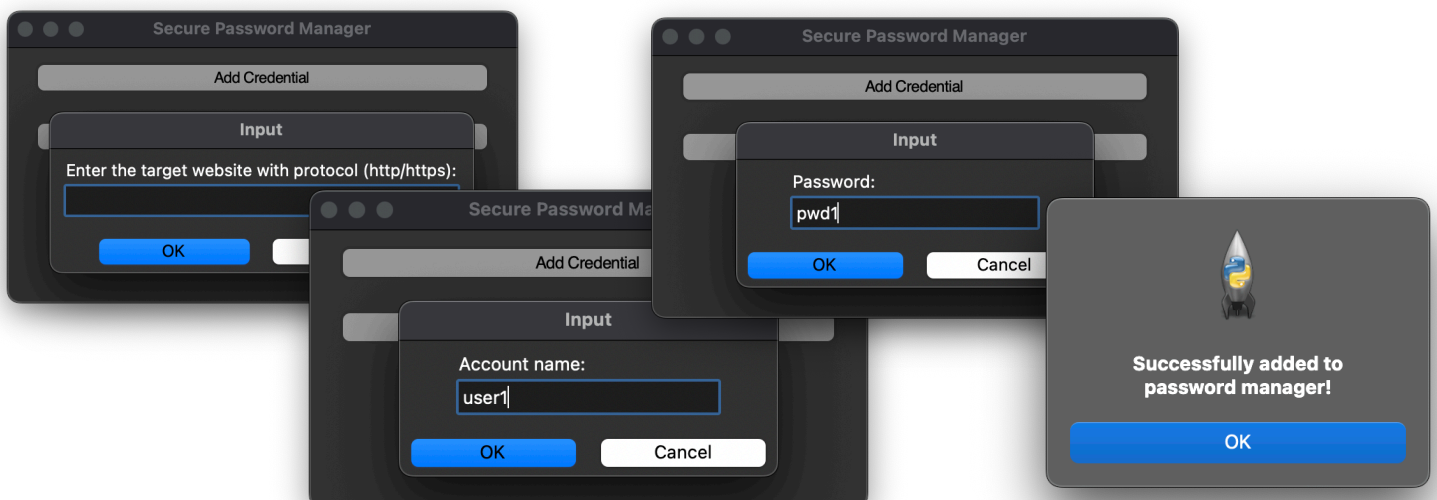 Secure Password Manager
Add Credential
Input
Enter the target website with protocol (http/https):
OK
Secure Password Ma
Add Credential
Input
Account name:
user1
OK
Cancel
Secure Password Manager
Add Credential
Input
Password:
pwd1
OK
Cancel
Successfully added to
password manager!
OK